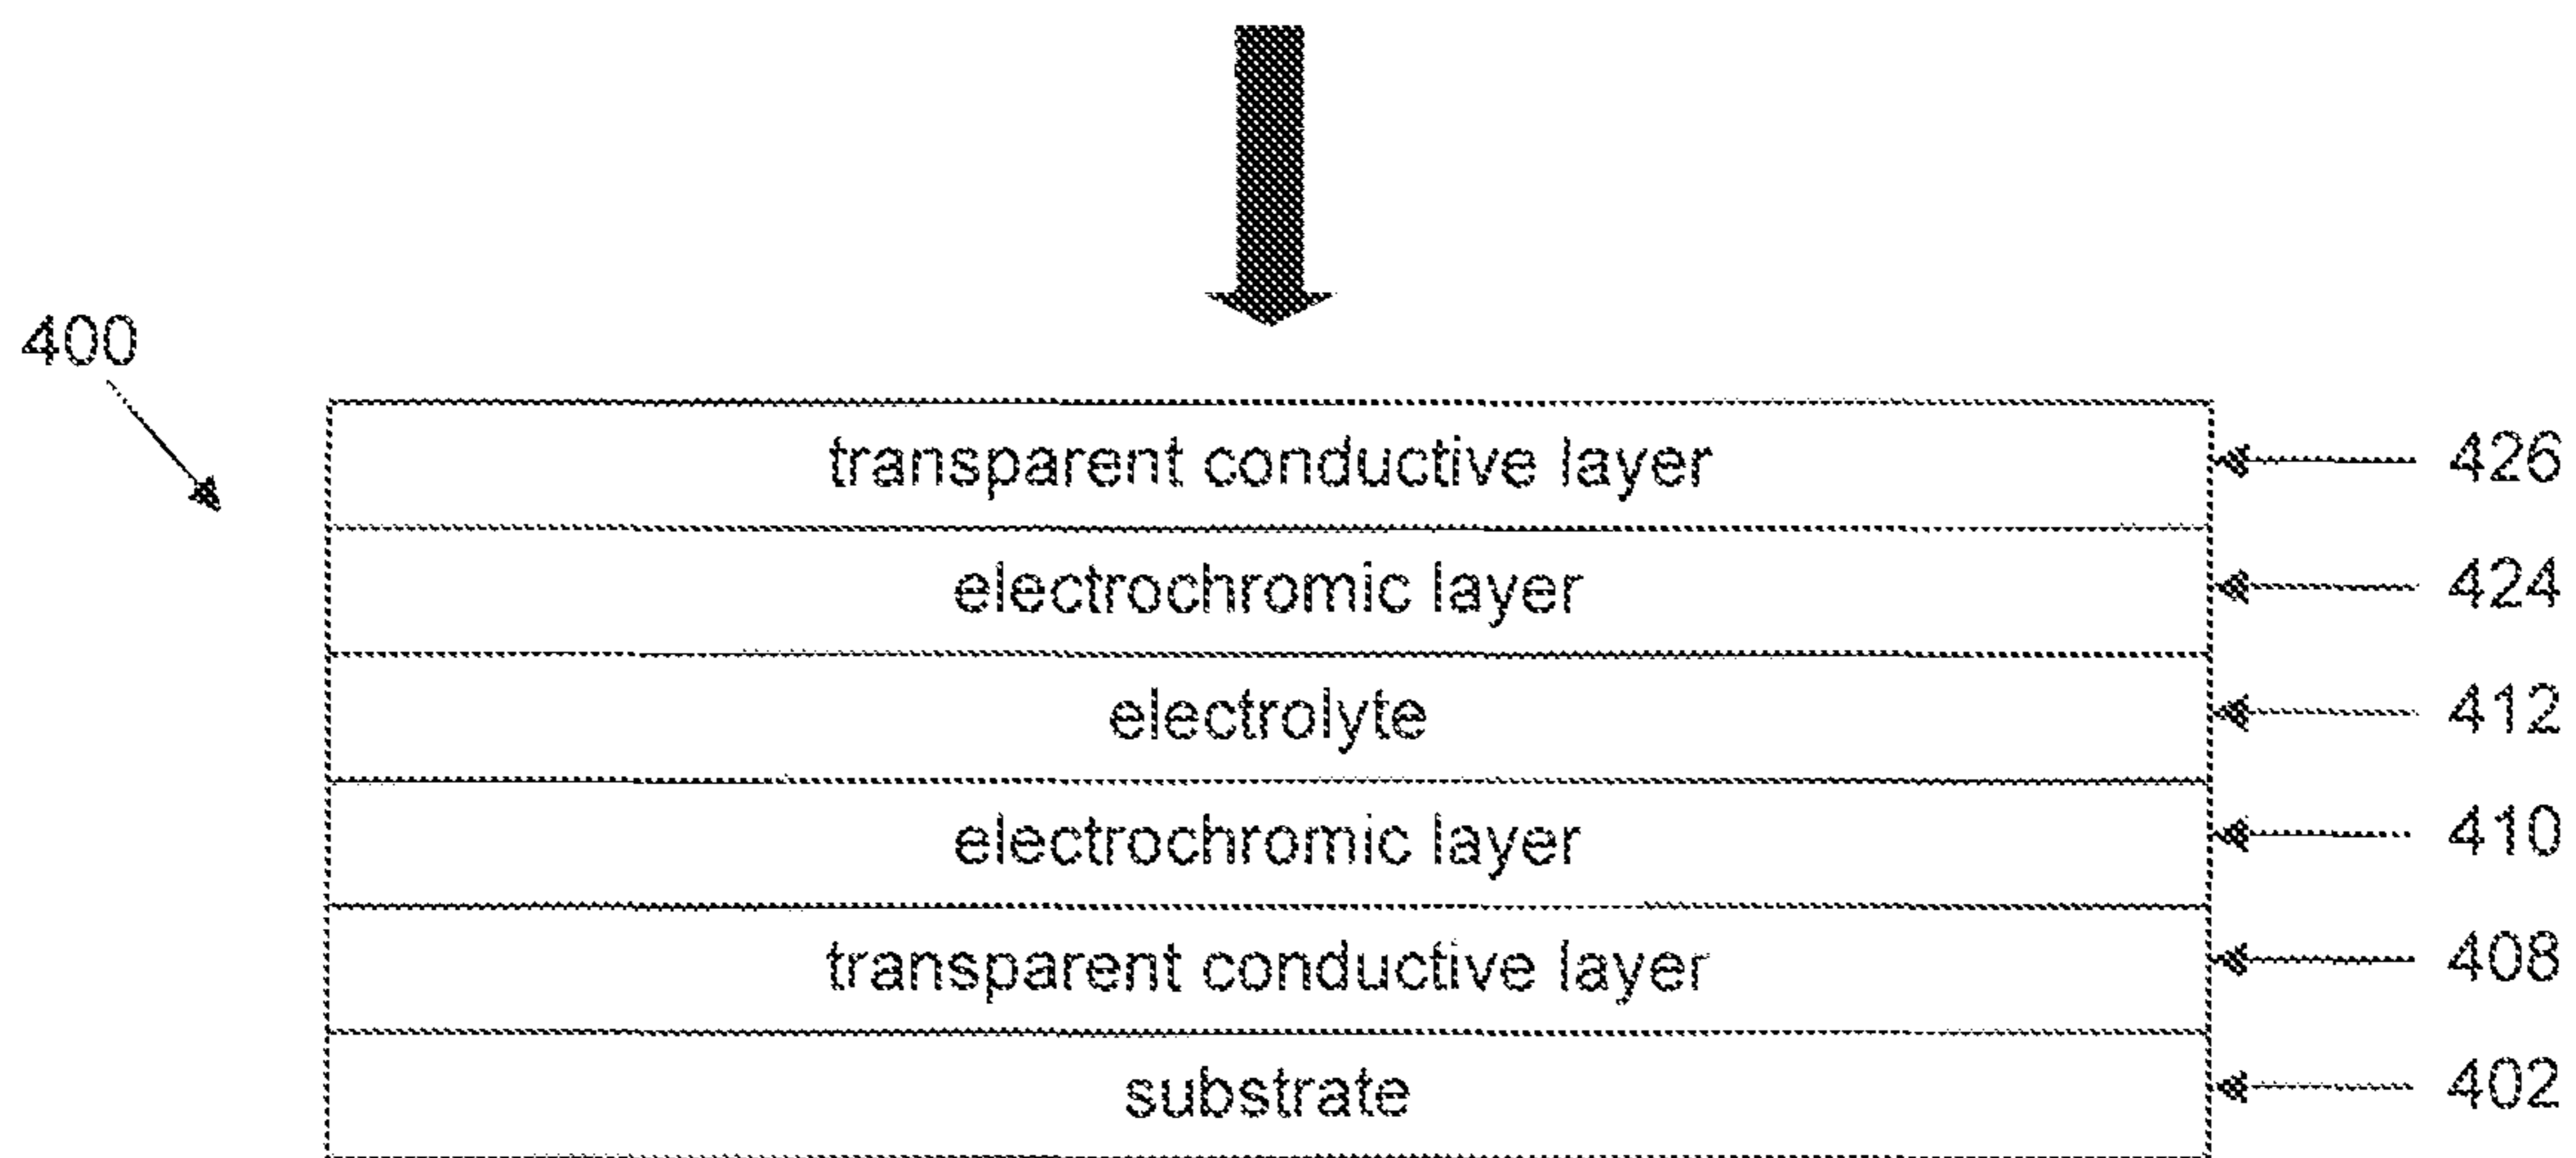 400
transparent conductive layer 426
electrochromic layer 424
electrolyte 412
electrochromic layer 410
transparent conductive layer 408
substrate 402